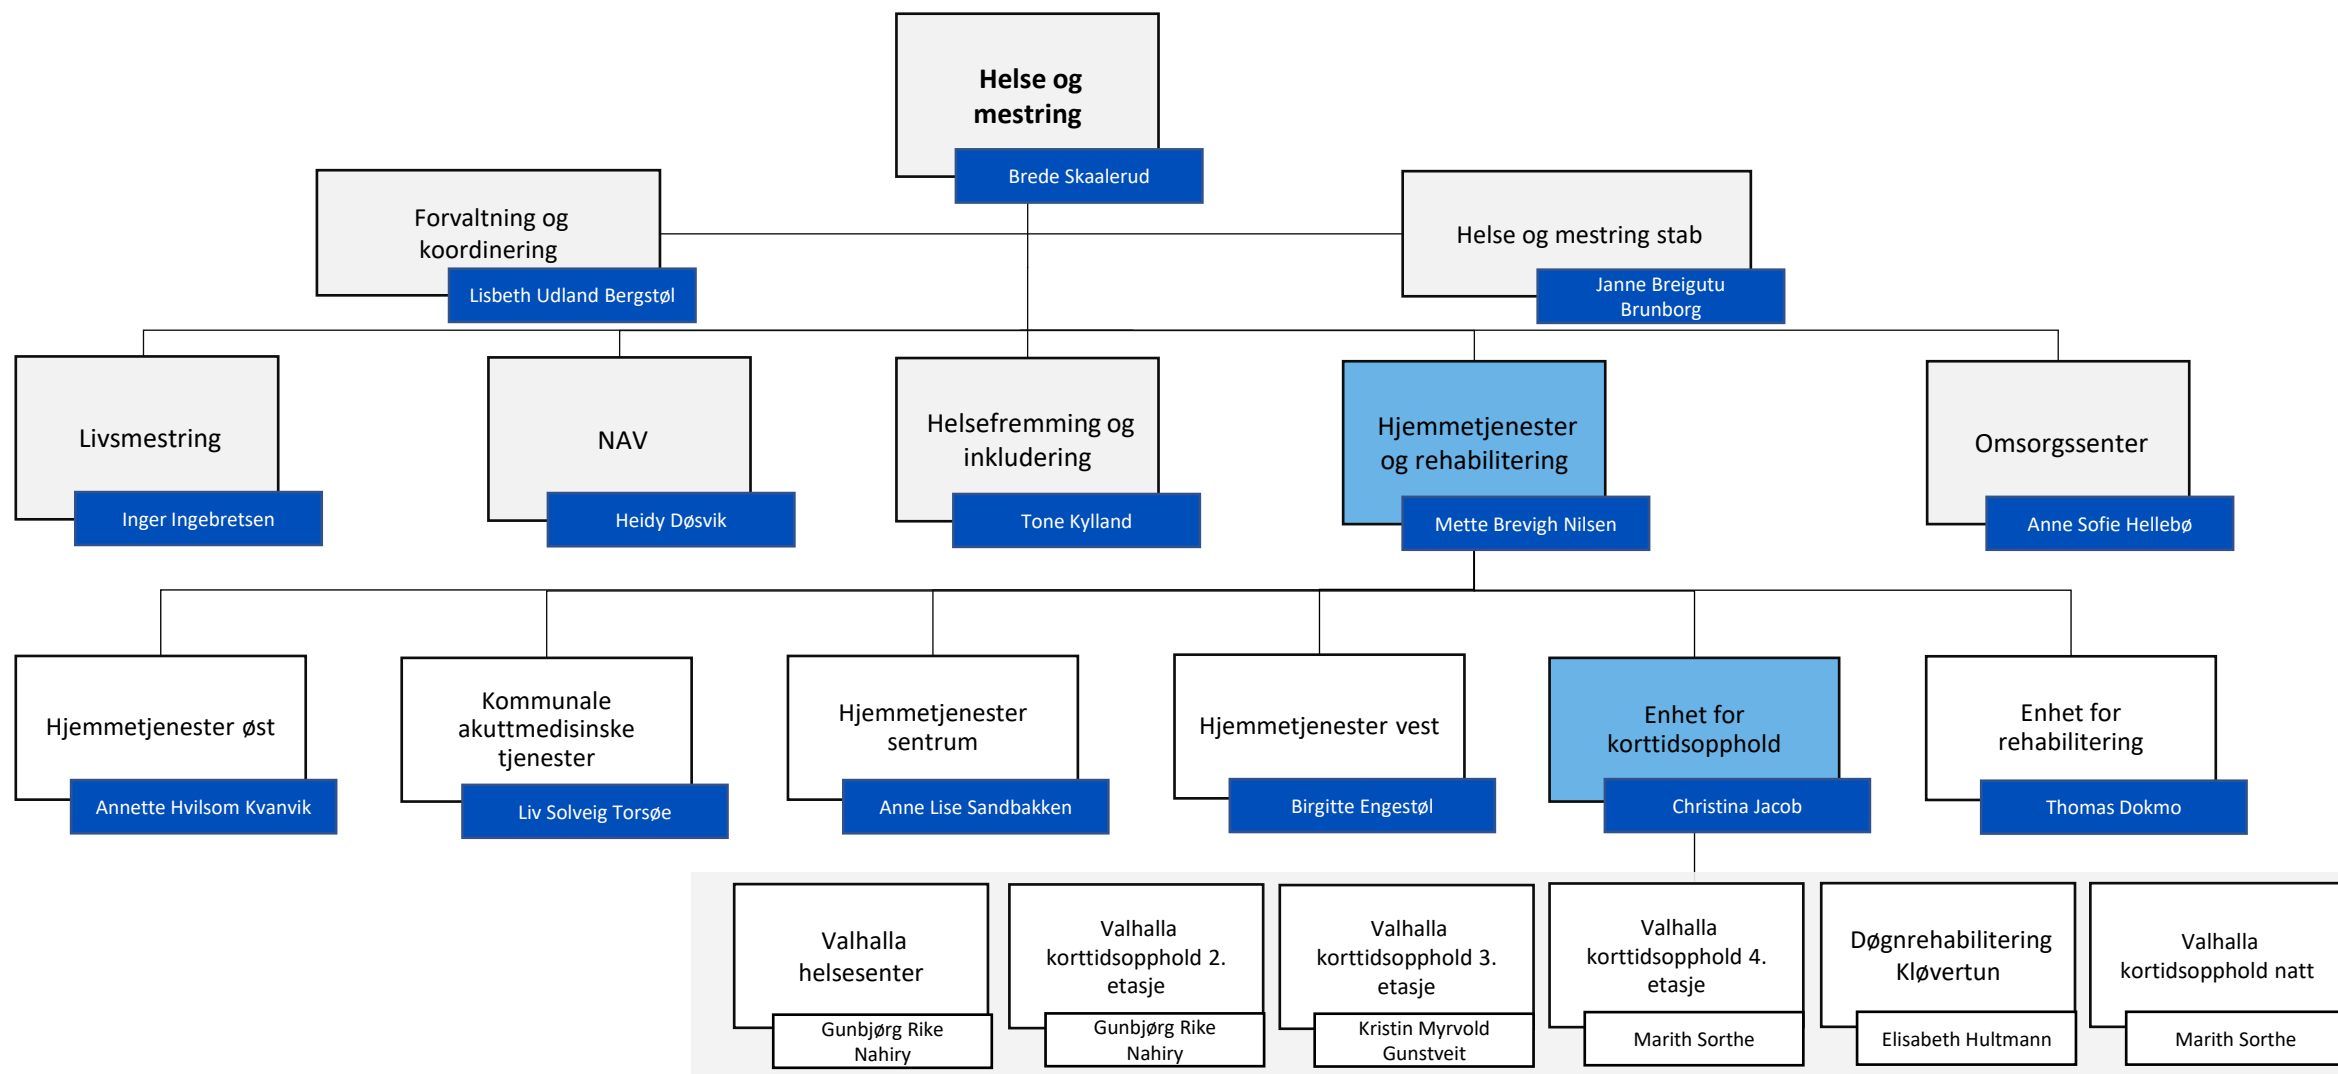 Helse og
mestring
Brede Skaalerud
Forvaltning og
koordinering
Lisbeth Udland Bergstøl
Helse og mestring stab
Janne Breigutu
Brunborg
Livsmestring
Inger Ingebretsen
NAV
Heidy Døsvik
Helsefremming og
inkludering
Tone Kylland
Hjemmetjenester
og rehabilitering
Mette Brevigh Nilsen
Omsorgssenter
Anne Sofie Hellebø
Hjemmetjenester øst
Annette Hvilsom Kvanvik
Kommunale
akuttmedisinske
tjenester
Liv Solveig Torsøe
Hjemmetjenester
sentrum
Anne Lise Sandbakken
Hjemmetjenester vest
Birgitte Engestøl
Enhet for
korttidsopphold
Christina Jacob
Enhet for
rehabilitering
Thomas Dokmo
Valhalla
helsesenter
Gunbjørg Rike
Nahiry
Valhalla
korttidsopphold 2.
etasje
Gunbjørg Rike
Nahiry
Valhalla
korttidsopphold 3.
etasje
Kristin Myrvold
Gunstveit
Valhalla
korttidsopphold 4.
etasje
Marith Sorthe
Døgnrehabilitering
Kløvertun
Elisabeth Hultmann
Valhalla
kortidsopphold natt
Marith Sorthe